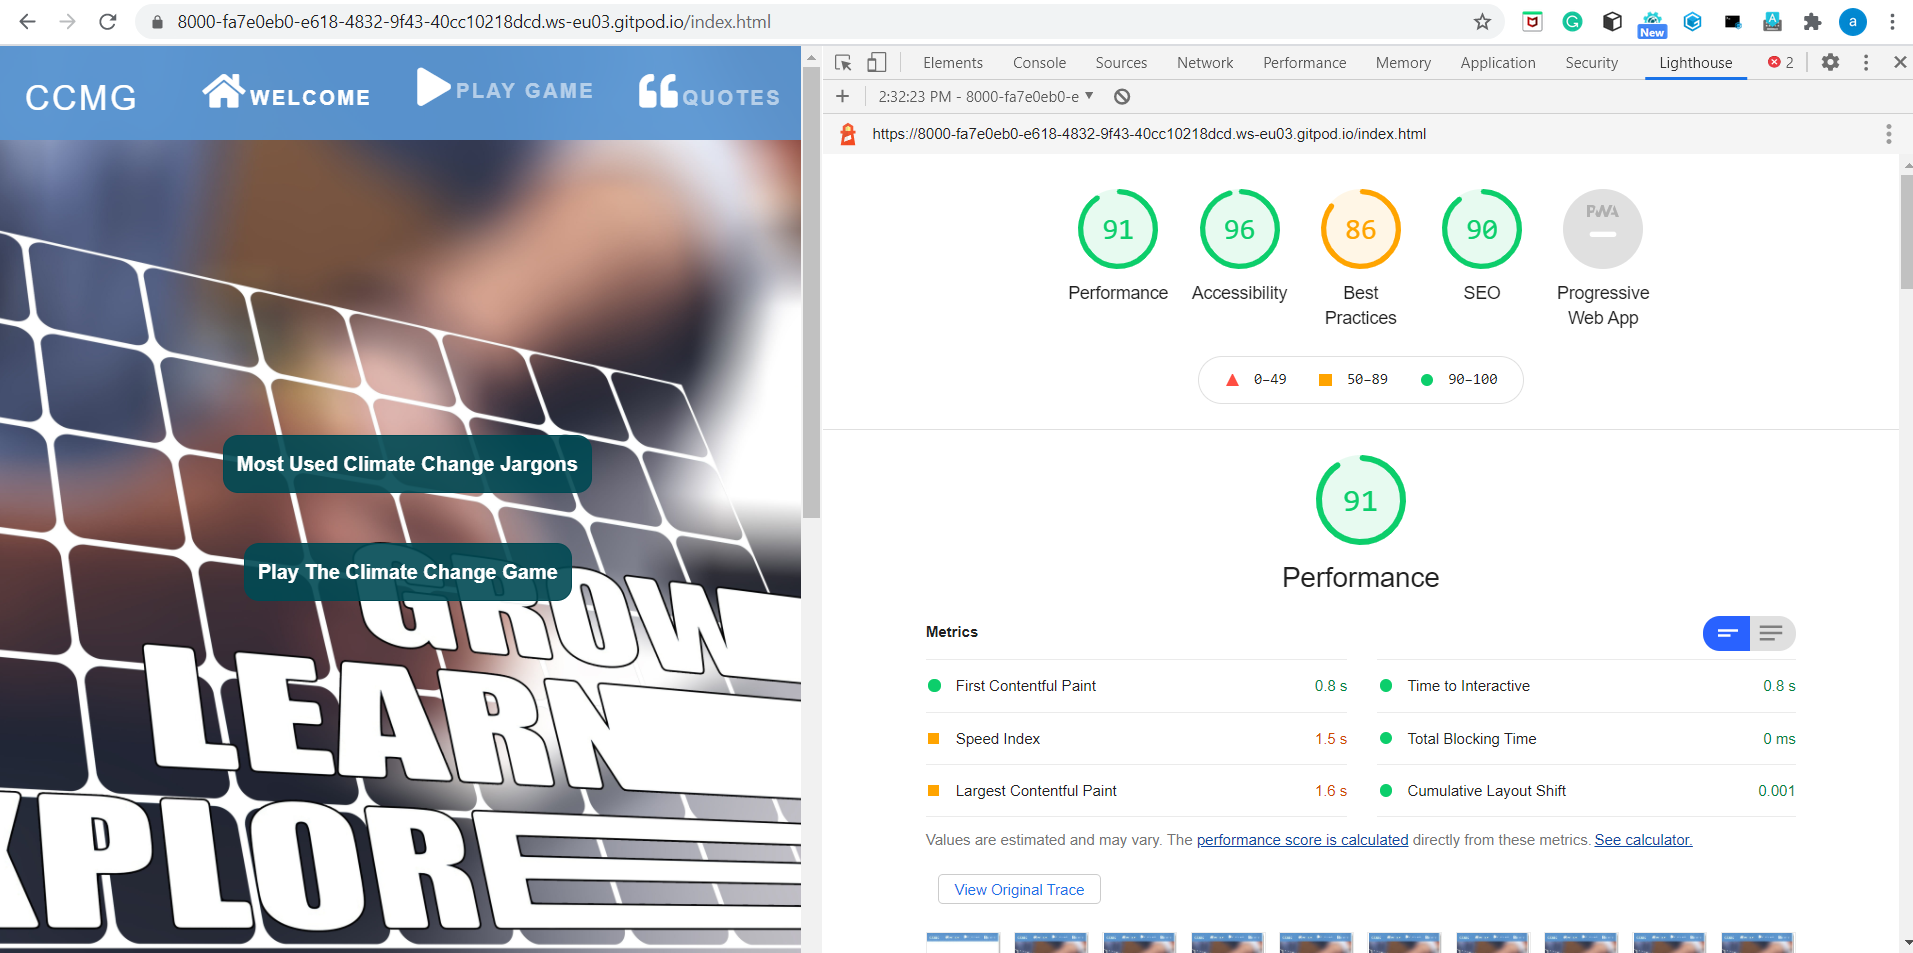 8000-fa7e0eb0-e618-4832-9f43-40cc10218dcd.ws-eu03.gitpod.io/index.html
New
a
CCMG
WELCOME
PLAY GAME
QUOTES
Most Used Climate Change Jargons
Play The Climate Change Game
GROW
LEARN
XPLORE
Elements Console Sources Network Performance Memory Application Security Lighthouse 2
2:32:23 PM - 8000-fa7e0eb0-e
https://8000-fa7e0eb0-e618-4832-9f43-40cc10218dcd.ws-eu03.gitpod.io/index.html
91 96 86 90 PWA
Performance Accessibility Best Practices SEO Progressive Web App
0–49 50–89 90–100
91
Performance
Metrics
First Contentful Paint 0.8 s
Time to Interactive 0.8 s
Speed Index 1.5 s
Total Blocking Time 0 ms
Largest Contentful Paint 1.6 s
Cumulative Layout Shift 0.001
Values are estimated and may vary. The performance score is calculated directly from these metrics. See calculator.
View Original Trace